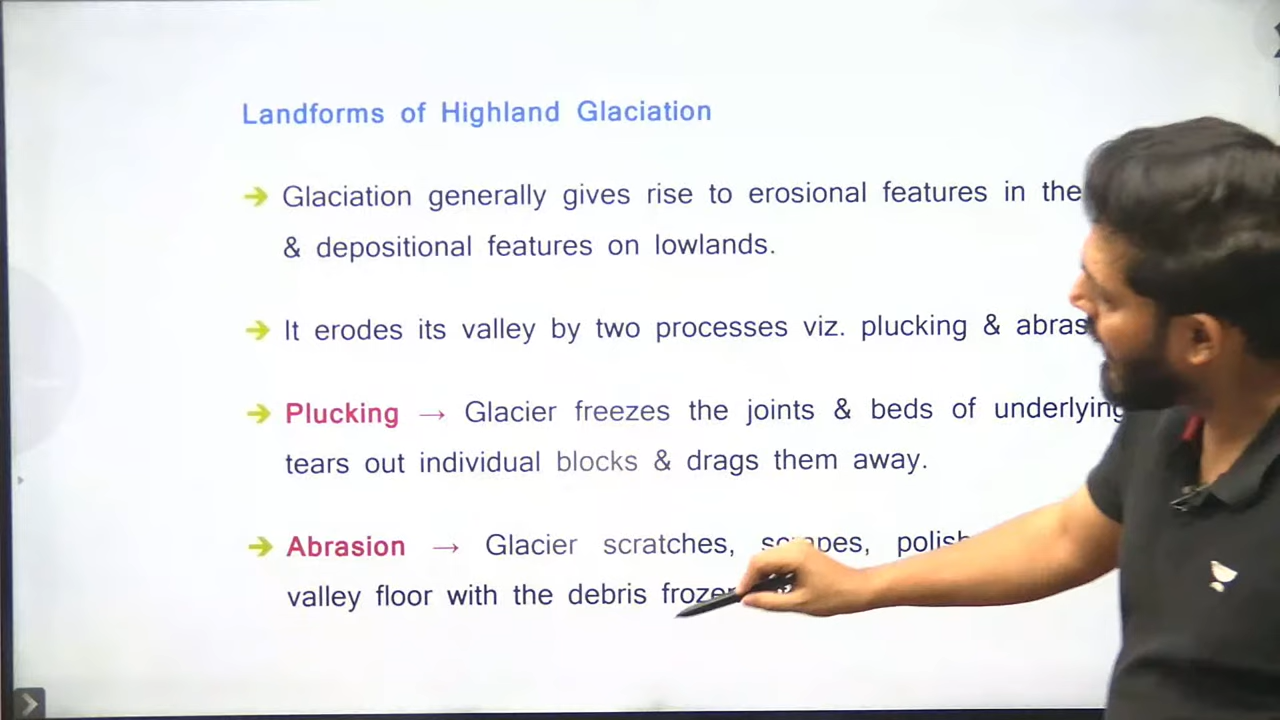 Landforms of Highland Glaciation
→ Glaciation generally gives rise to erosional features in the
& depositional features on lowlands.
→ It erodes its valley by two processes viz. plucking &
→ Plucking → Glacier freezes the joints & beds of underlying
tears out individual blocks & drags them away.
→ Abrasion → Glacier scratches, scrapes,
valley floor with the debris frozen